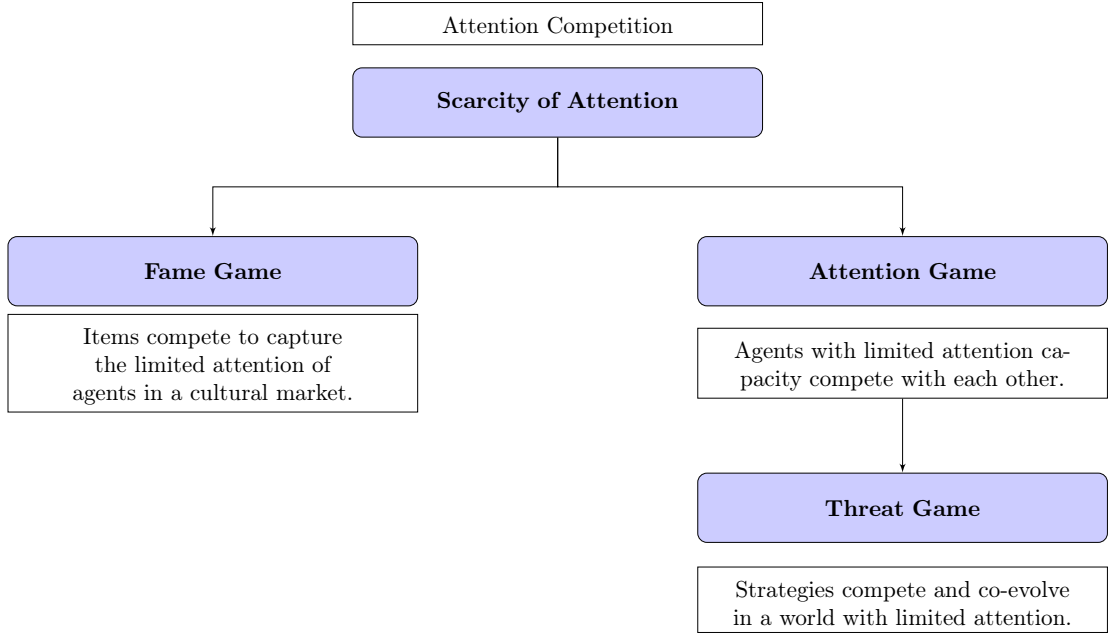 Attention Competition
Scarcity of Attention
Fame Game
Items compete to capture
the limited attention of
agents in a cultural market.
Attention Game
Agents with limited attention ca-
pacity compete with each other.
Threat Game
Strategies compete and co-evolve
in a world with limited attention.